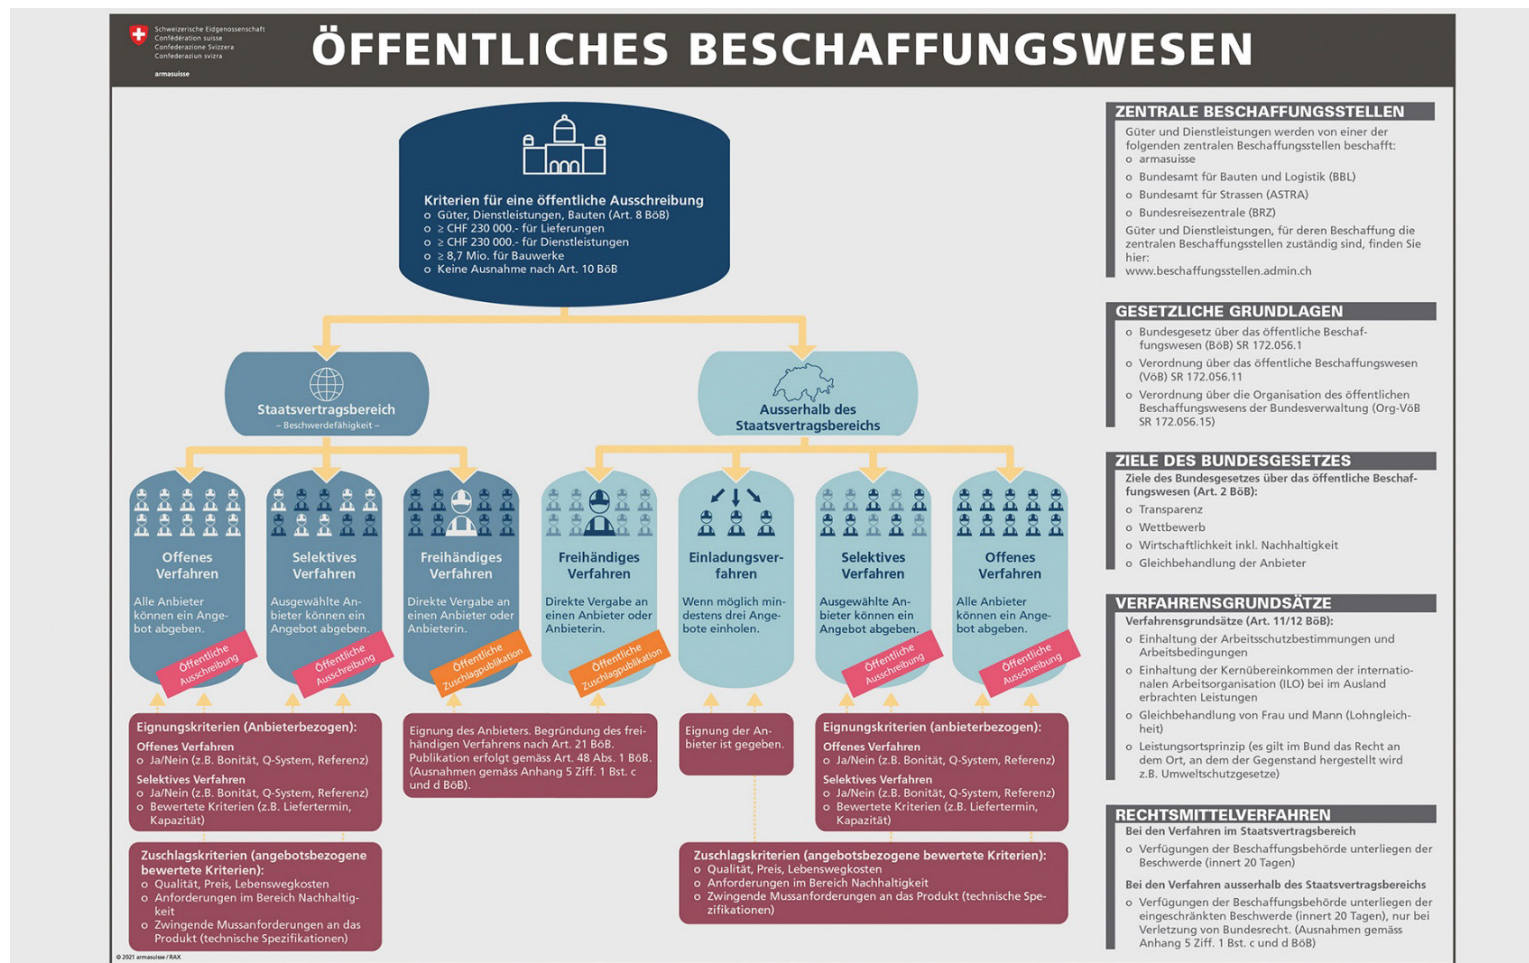 Schweizerische Eidgenossenschaft
Confédération suisse
Confederazione Svizzera
Confederaziun svizra
armasuisse
ÖFFENTLICHES BESCHAFFUNGSWESEN
Kriterien für eine öffentliche Ausschreibung
o Güter, Dienstleistungen, Bauten (Art. 8 BöB)
o ≥ CHF 230 000.- für Lieferungen
o ≥ CHF 230 000.- für Dienstleistungen
o ≥ 8,7 Mio. für Bauwerke
o Keine Ausnahme nach Art. 10 BöB
Staatsvertragsbereich
– Beschwerdefähigkeit –
Ausserhalb des
Staatsvertragsbereichs
Offenes
Verfahren
Alle Anbieter
können ein Ange-
bot abgeben.
Öffentliche
Ausschreibung
Selektives
Verfahren
Ausgewählte An-
bieter können ein
Angebot abgeben.
Öffentliche
Ausschreibung
Freihändiges
Verfahren
Direkte Vergabe an
einen Anbieter oder
Anbieterin.
Öffentliche
Zuschlagpublikation
Freihändiges
Verfahren
Direkte Vergabe an
einen Anbieter oder
Anbieterin.
Öffentliche
Zuschlagpublikation
Einladungsver-
fahren
Wenn möglich min-
destens drei Ange-
bote einholen.
Selektives
Verfahren
Ausgewählte An-
bieter können ein
Angebot abgeben.
Öffentliche
Ausschreibung
Offenes
Verfahren
Alle Anbieter
können ein Ange-
bot abgeben.
Öffentliche
Ausschreibung
Eignungskriterien (Anbieterbezogen):
Offenes Verfahren
o Ja/Nein (z.B. Bonität, Q-System, Referenz)
Selektives Verfahren
o Ja/Nein (z.B. Bonität, Q-System, Referenz)
o Bewertete Kriterien (z.B. Liefertermin,
Kapazität)
Eignung des Anbieters. Begründung des frei-
händigen Verfahrens nach Art. 21 BöB.
Publikation erfolgt gemäss Art. 48 Abs. 1 BöB.
(Ausnahmen gemäss Anhang 5 Ziff. 1 Bst. c
und d BöB).
Eignung der An-
bieter ist gegeben.
Eignungskriterien (anbieterbezogen):
Offenes Verfahren
o Ja/Nein (z.B. Bonität, Q-System, Referenz)
Selektives Verfahren
o Ja/Nein (z.B. Bonität, Q-System, Referenz)
o Bewertete Kriterien (z.B. Liefertermin,
Kapazität)
Zuschlagskriterien (angebotsbezogene
bewertete Kriterien):
o Qualität, Preis, Lebenswegkosten
o Anforderungen im Bereich Nachhaltig-
keit
o Zwingende Mussanforderungen an das
Produkt (technische Spezifikationen)
Zuschlagskriterien (angebotsbezogene bewertete Kriterien):
o Qualität, Preis, Lebenswegkosten
o Anforderungen im Bereich Nachhaltigkeit
o Zwingende Mussanforderungen an das Produkt (technische Spe-
zifikationen)
© 2021 armasuisse / RAX
ZENTRALE BESCHAFFUNGSSTELLEN
Güter und Dienstleistungen werden von einer der
folgenden zentralen Beschaffungsstellen beschafft:
o armasuisse
o Bundesamt für Bauten und Logistik (BBL)
o Bundesamt für Strassen (ASTRA)
o Bundesreisezentrale (BRZ)
Güter und Dienstleistungen, für deren Beschaffung die
zentralen Beschaffungsstellen zuständig sind, finden Sie
hier:
www.beschaffungsstellen.admin.ch
GESETZLICHE GRUNDLAGEN
o Bundesgesetz über das öffentliche Beschaf-
fungswesen (BöB) SR 172.056.1
o Verordnung über das öffentliche Beschaffungswesen
(VöB) SR 172.056.11
o Verordnung über die Organisation des öffentlichen
Beschaffungswesens der Bundesverwaltung (Org-VöB
SR 172.056.15)
ZIELE DES BUNDESGESETZES
Ziele des Bundesgesetzes über das öffentliche Beschaf-
fungswesen (Art. 2 BöB):
o Transparenz
o Wettbewerb
o Wirtschaftlichkeit inkl. Nachhaltigkeit
o Gleichbehandlung der Anbieter
VERFAHRENSGRUNDSÄTZE
Verfahrensgrundsätze (Art. 11/12 BöB):
o Einhaltung der Arbeitsschutzbestimmungen und
Arbeitsbedingungen
o Einhaltung der Kernübereinkommen der internatio-
nalen Arbeitsorganisation (ILO) bei im Ausland
erbrachten Leistungen
o Gleichbehandlung von Frau und Mann (Lohngleich-
heit)
o Leistungsortsprinzip (es gilt im Bund das Recht an
dem Ort, an dem der Gegenstand hergestellt wird
z.B. Umweltschutzgesetze)
RECHTSMITTELVERFAHREN
Bei den Verfahren im Staatsvertragsbereich
o Verfügungen der Beschaffungsbehörde unterliegen der
Beschwerde (innert 20 Tagen)
Bei den Verfahren ausserhalb des Staatsvertragsbereichs
o Verfügungen der Beschaffungsbehörde unterliegen der
eingeschränkten Beschwerde (innert 20 Tagen), nur bei
Verletzung von Bundesrecht. (Ausnahmen gemäss
Anhang 5 Ziff. 1 Bst. c und d BöB)